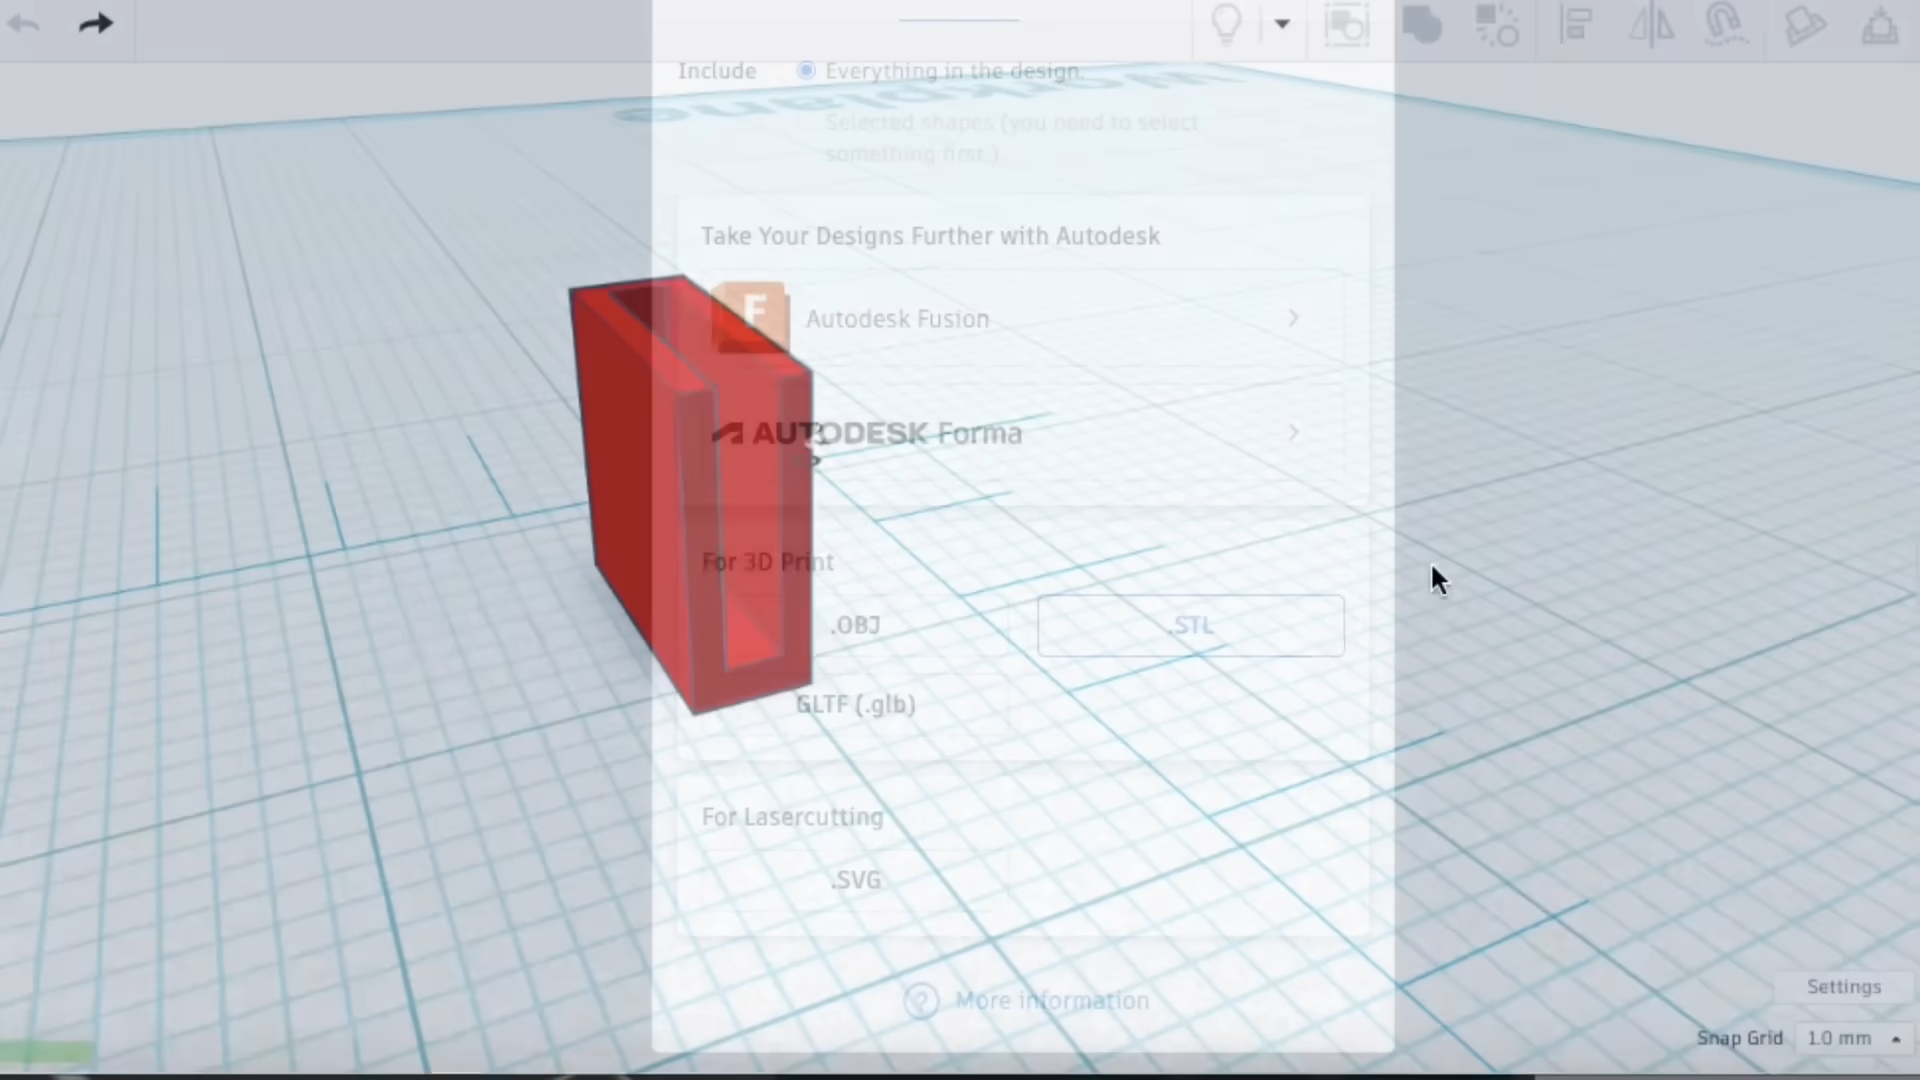 Include
Everything in the design.
Workplane
Selected shapes (you need to select
something first.)
Take Your Designs Further with Autodesk
F
Autodesk Fusion
AUTODESK Forma
For 3D Print
.OBJ
.STL
GLTF (.glb)
For Lasercutting
.SVG
? More information
Settings
Snap Grid 1.0 mm